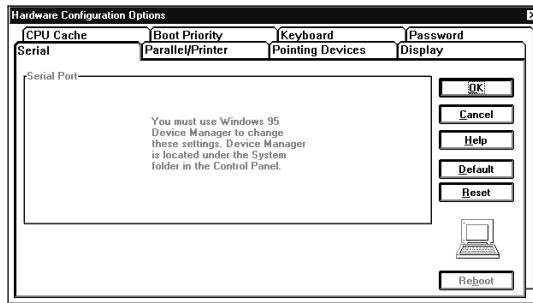 Hardware Configuration Options
CPU Cache
Boot Priority
Keyboard
Password
Serial
Parallel/Printer
Pointing Devices
Display
Serial Port
You must use Windows 95
Device Manager to change
these settings. Device Manager
is located under the System
folder in the Control Panel.
OK
Cancel
Help
Default
Reset
Reboot